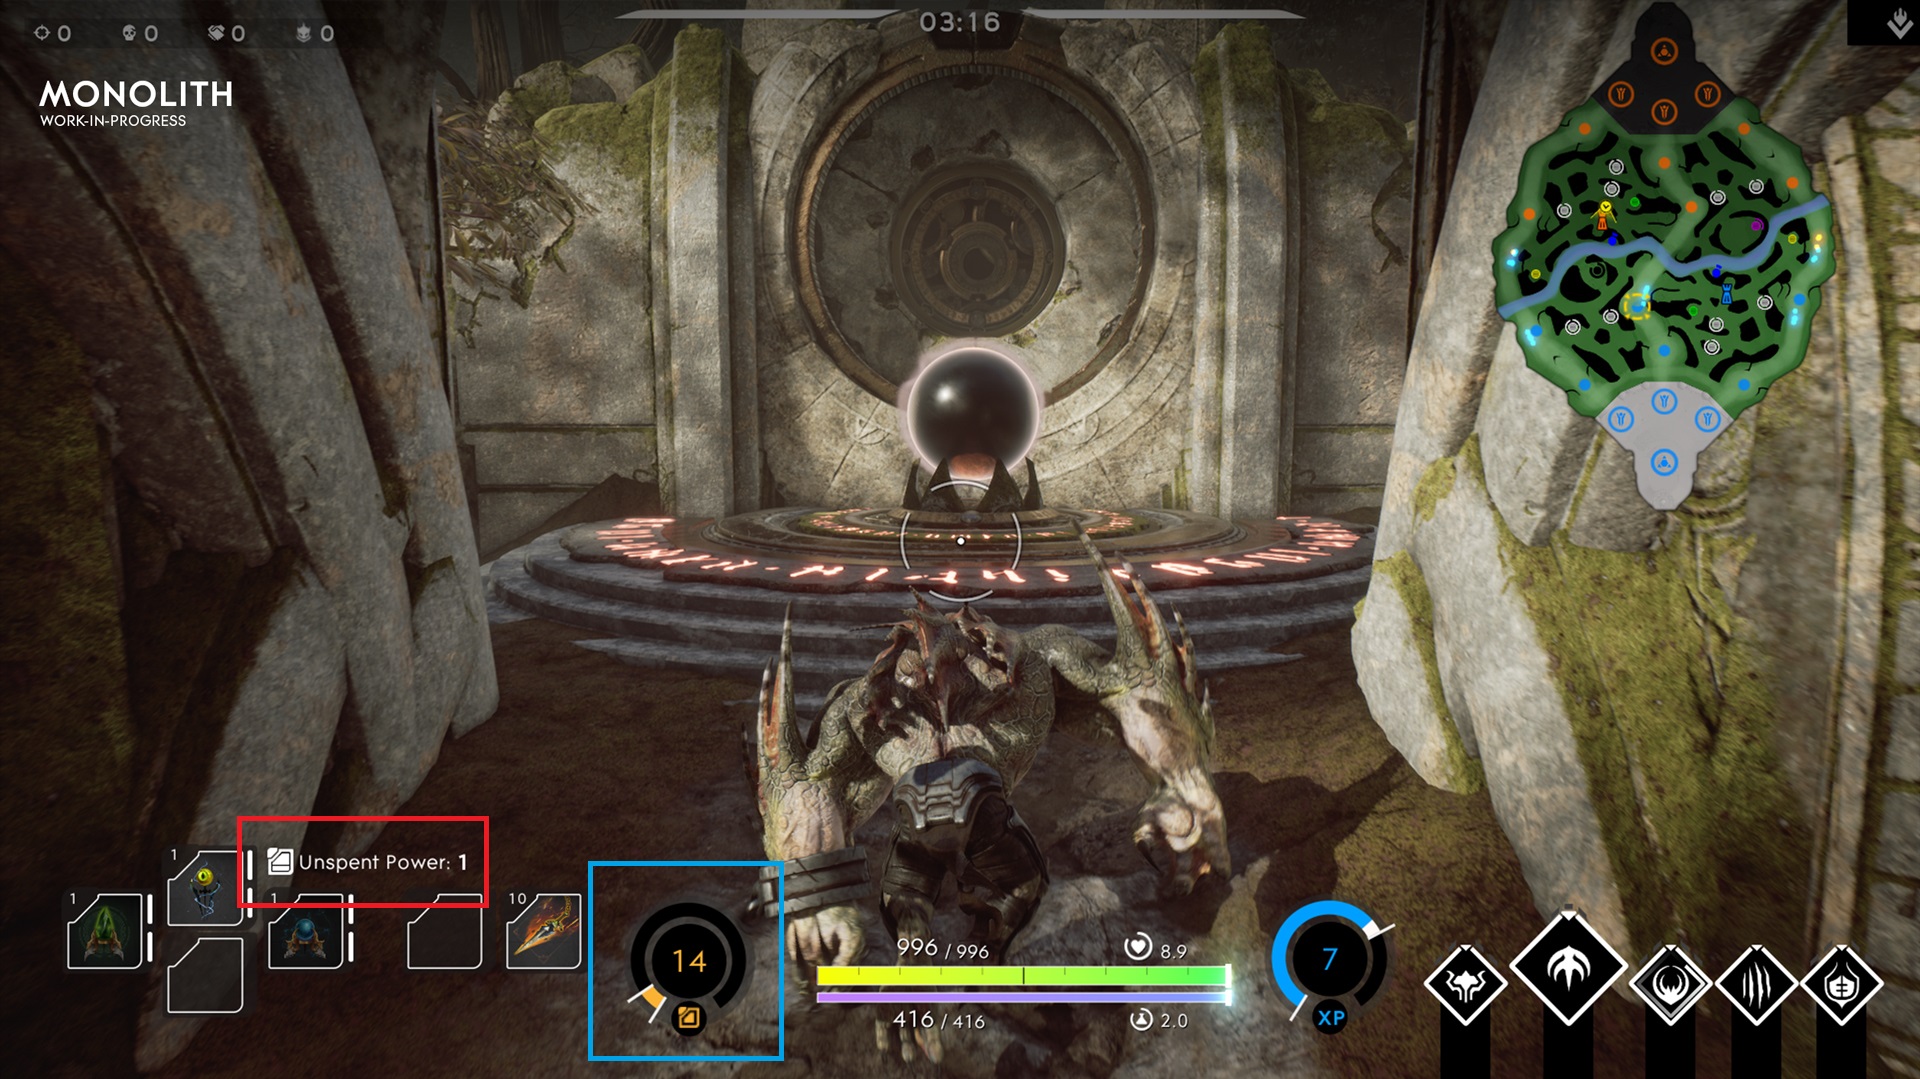 0 0 0 0
03:16
MONOLITH
WORK-IN-PROGRESS
1
Unspent Power: 1
1
1
10
14
996 / 996
8.9
416 / 416
2.0
7
XP